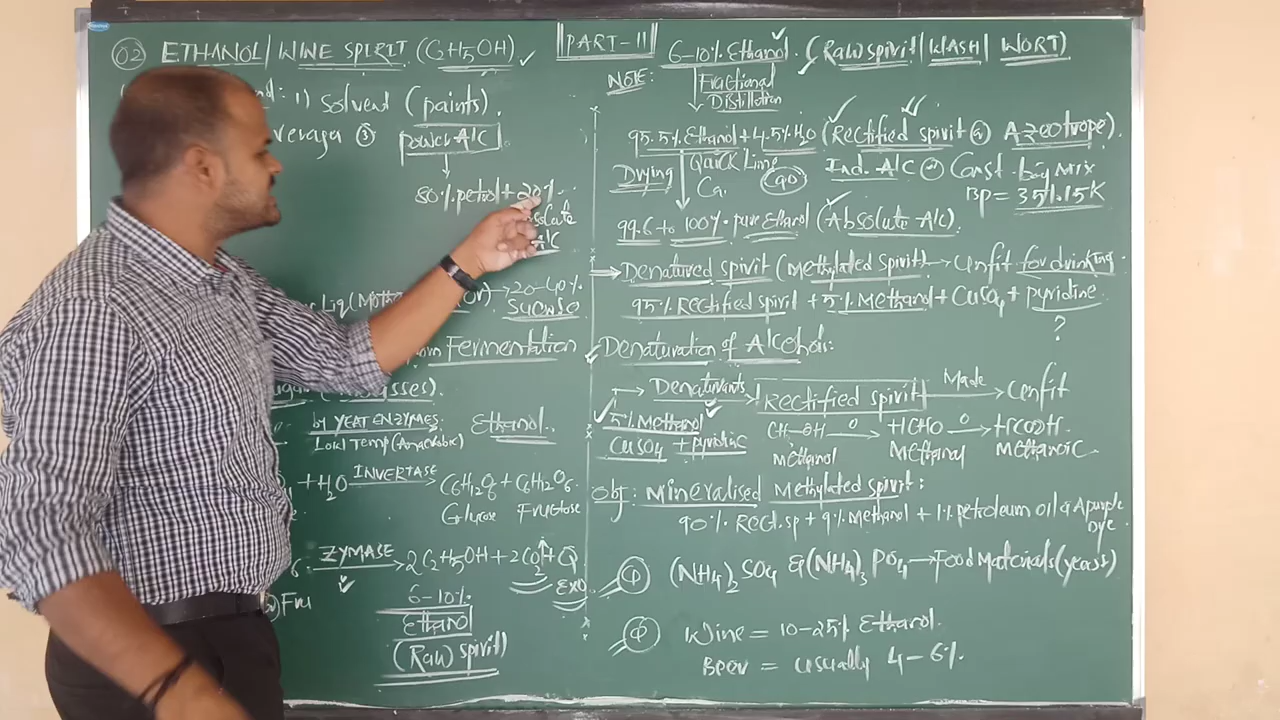 02 ETHANOL/WINE SPIRIT (C2H5OH)
1) Solvent (paints)
③ power A/C
80% petrol + 20%
A/C
→ 20-40%
SUCROSE
Fermentation
by YEAT ENZYMES
Low Temp (Anaerobic)
Ethanol
+ H2O INVERTASE C6H12O6 + C6H12O6
Glucose Fructose
ZYMASE 2C2H5OH + 2CO2↑ + Q
EXO
6-10%
Ethanol
(Raw spirit)
PART-II
NOTE: 6-10% Ethanol. (Raw spirit/WASH/WORT)
Fractional
Distillation
95.5% Ethanol + 4.5% H2O (Rectified spirit @ Azeotrope).
Drying Quick Lime CaO Ind. A/C @ Const. Boiling Mix
BP = 351.15K
99.6 to 100% pure Ethanol (Absolute A/C).
Denatured spirit (Methylated spirit) → Unfit for drinking.
95% Rectified spirit + 5% Methanol + CuSO4 + pyridine
?
Denaturation of Alcohols:
Denaturants Rectified spirit Made → Unfit
5% Methanol CH3-OH O→ HCHO O→ HCOOH
CuSO4 + pyridine Methanol Methanal Methanoic
Obj: Mineralised Methylated spirit:
90% Rect.sp + 9% Methanol + 1% petroleum oil & A purple
Dye
Q (NH4)2SO4 & (NH4)3PO4 → Food Materials (yeast)
Q Wine = 10-25% Ethanol.
Beer = usually 4-6%.